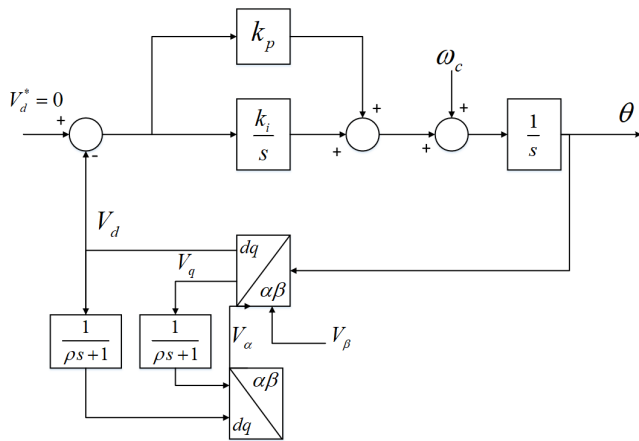 k_p
ω_c
V_d^* = 0
+
-
k_i
s
+
+
+
+
1
s
θ
V_d
dq
αβ
V_q
1
ρs+1
1
ρs+1
V_α
V_β
αβ
dq